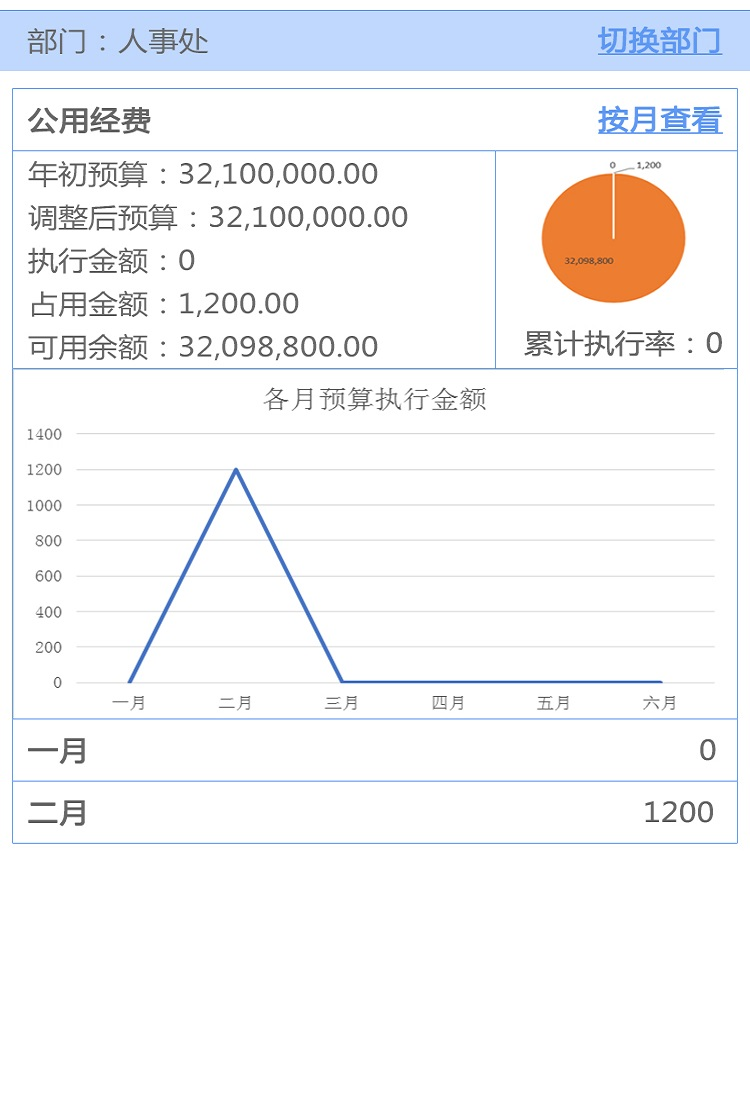 部门：人事处 切换部门
公用经费 按月查看
年初预算：32,100,000.00
调整后预算：32,100,000.00
执行金额：0
占用金额：1,200.00
可用余额：32,098,800.00
0 1,200
32,098,800
累计执行率：0
各月预算执行金额
1400
1200
1000
800
600
400
200
0
一月 二月 三月 四月 五月 六月
一月 0
二月 1200